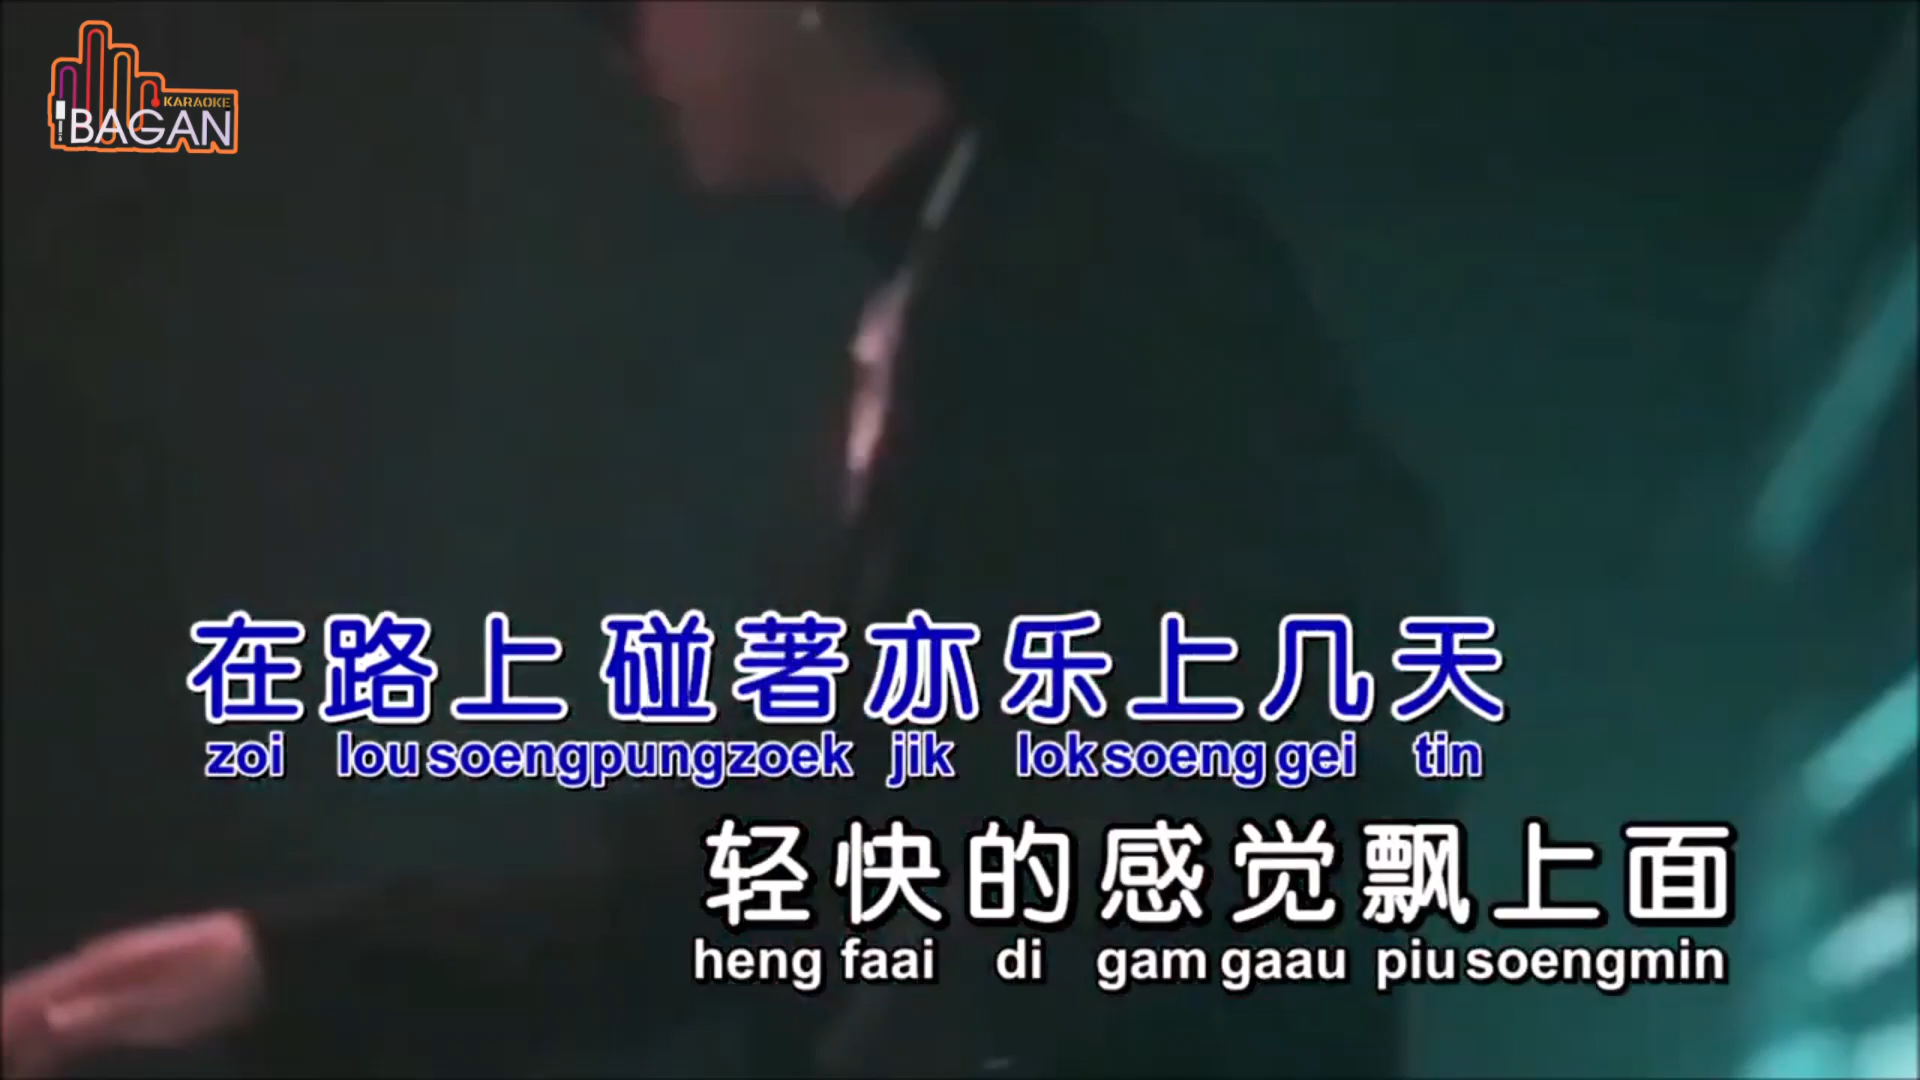 KARAOKE
BAGAN
在路上碰著亦乐上几天
zoi lou soeng pung zoek jik lok soeng gei tin
轻快的感觉飘上面
heng faai di gam gaau piu soeng min